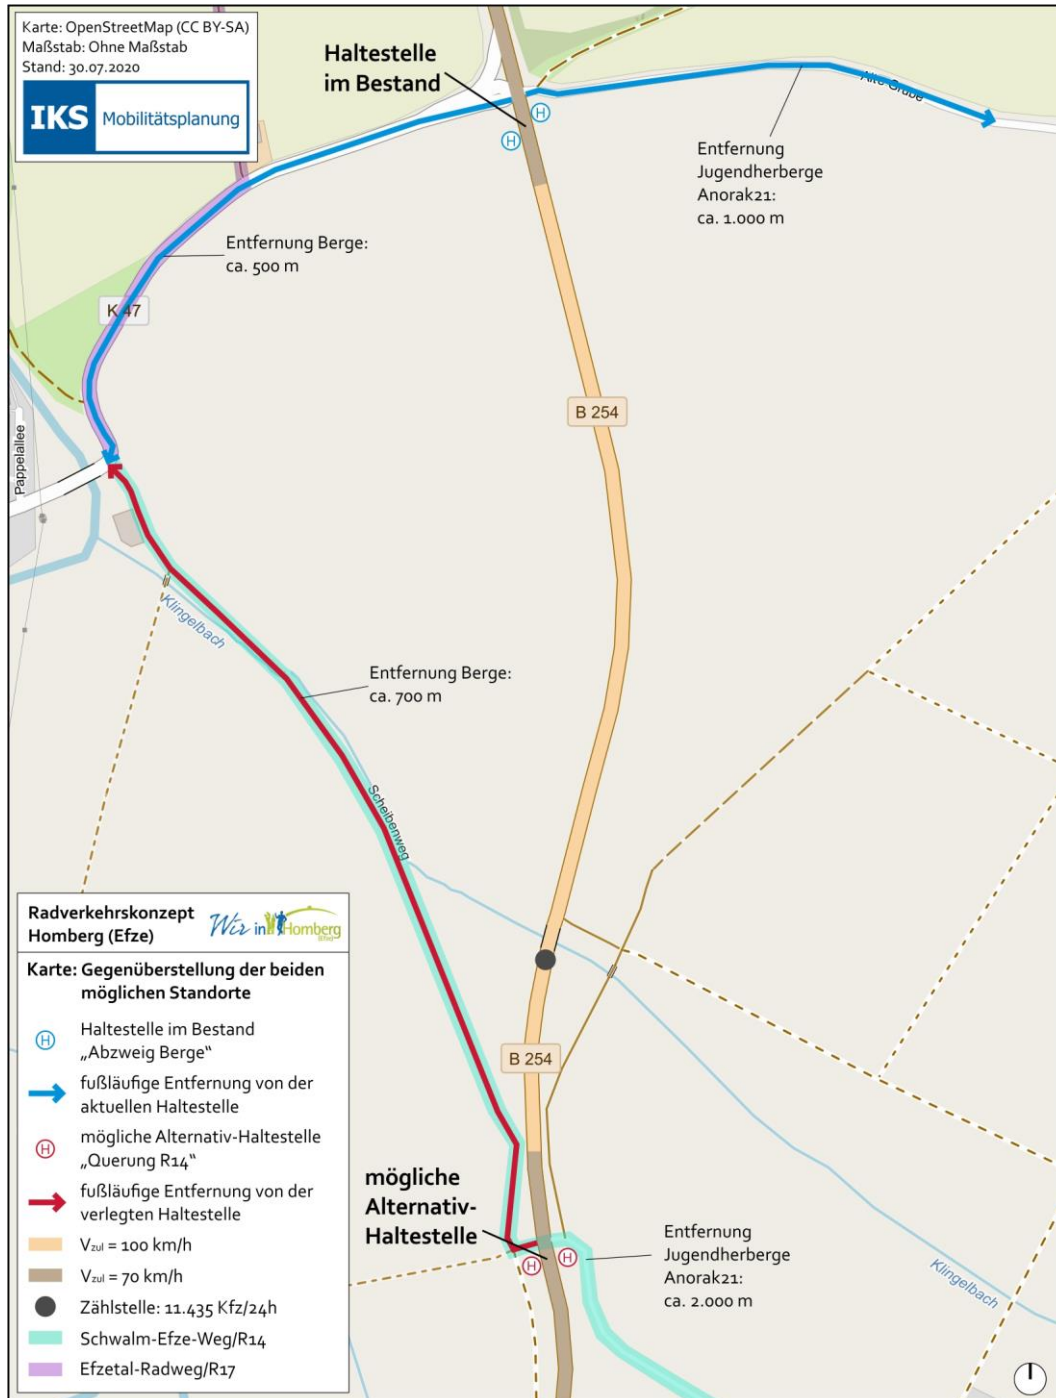 Karte: OpenStreetMap (CC BY-SA)
Maßstab: Ohne Maßstab
Stand: 30.07.2020
IKS Mobilitätsplanung
Haltestelle
im Bestand
H
H
Alte Grube
Entfernung
Jugendherberge
Anorak21:
ca. 1.000 m
Entfernung Berge:
ca. 500 m
K 47
B 254
Pappelallee
Klingelbach
Entfernung Berge:
ca. 700 m
Scheibenweg
B 254
mögliche
Alternativ-
Haltestelle
H
H
Entfernung
Jugendherberge
Anorak21:
ca. 2.000 m
Klingelbach
Radverkehrskonzept
Homberg (Efze)
Wir in Homberg
(Efze)
Karte: Gegenüberstellung der beiden
möglichen Standorte
H
Haltestelle im Bestand
„Abzweig Berge“
fußläufige Entfernung von der
aktuellen Haltestelle
H
mögliche Alternativ-Haltestelle
„Querung R14“
fußläufige Entfernung von der
verlegten Haltestelle
Vzul = 100 km/h
Vzul = 70 km/h
Zählstelle: 11.435 Kfz/24h
Schwalm-Efze-Weg/R14
Efzetal-Radweg/R17